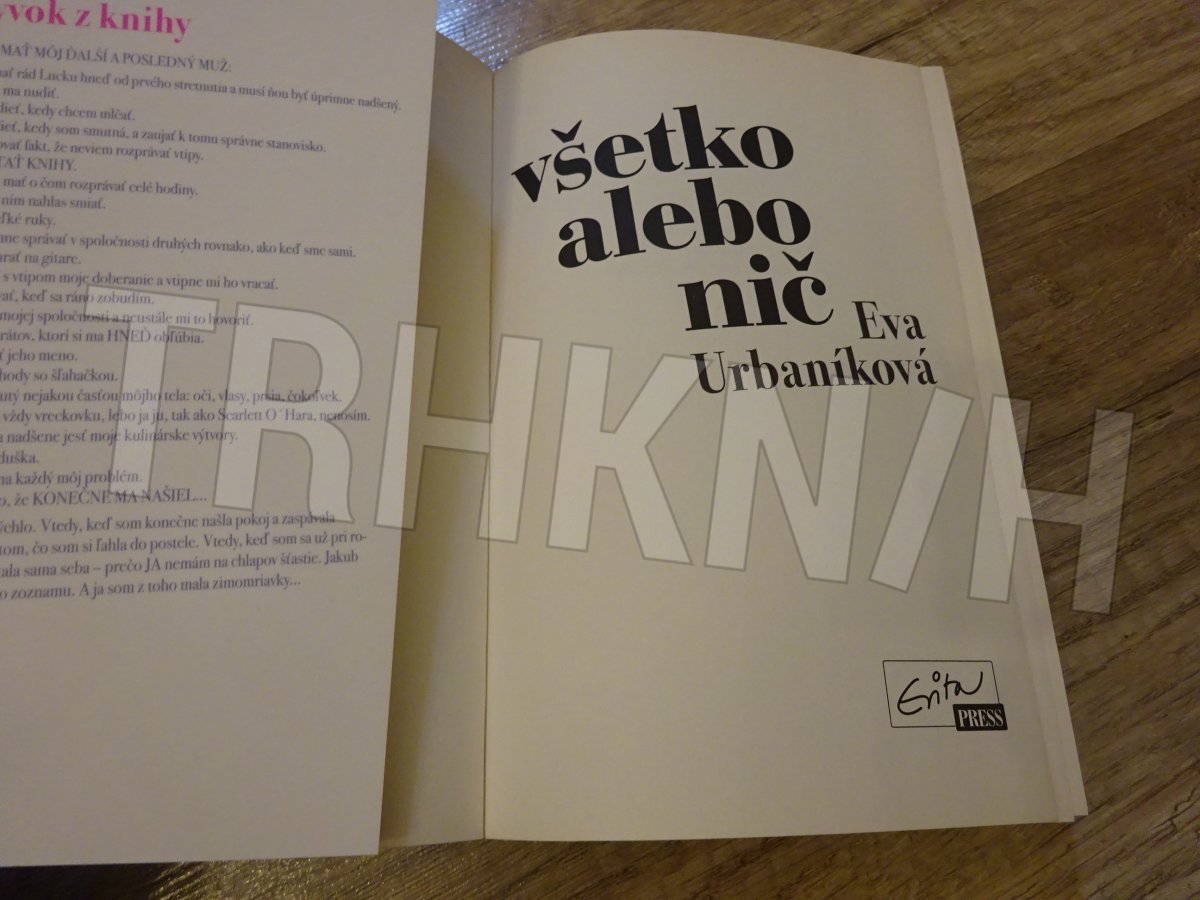 vok z knihy
MAŤ MÔJ ĎALŠÍ A POSLEDNÝ MUŽ:
rád Lucku hneď od prvého stretnutia a musí ňou byť úprimne nadšený.
ma nudiť.
kedy chcem mlčať.
kedy som smutná, a zaujať k tomu správne stanovisko.
fakt, že neviem rozprávať vtipy.
KNIHY.
mať o čom rozprávať celé hodiny.
ním nahlas smiať.
ruky.
správať v spoločnosti druhých rovnako, ako keď sme sami.
na gitare.
s vtipom moje doberanie a vtipne mi ho vracať.
keď sa ráno zobudím.
mojej spoločnosti a neustále mi to hovoriť.
ktorí si ma HNEĎ obľúbia.
jeho meno.
so šľahačkou.
nejakou časťou môjho tela: oči, vlasy, prsia, čokoľvek.
vždy vreckovku, lebo ja ju, tak ako Scarlett O´Hara, nenosím.
nadšene jesť moje kulinárske výtvory.
duška.
na každý môj problém.
že KONEČNE MA NAŠIEL...
Vtedy, keď som konečne našla pokoj a zaspávala
tom, čo som si ľahla do postele. Vtedy, keď som sa už pri ro-
sama seba – prečo JA nemám na chlapov šťastie. Jakub
zoznamu. A ja som z toho mala zimomriavky...
všetko
alebo
nič
Eva
Urbaníková
Evita
PRESS
TRHKNIH